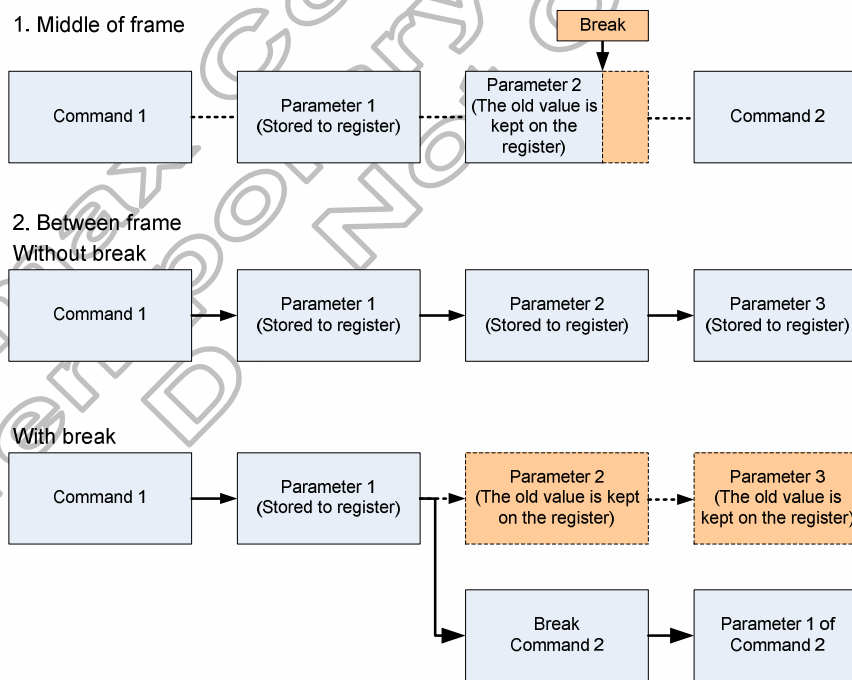 1. Middle of frame
Break
Command 1
Parameter 1
(Stored to register)
Parameter 2
(The old value is
kept on the
register)
Command 2
2. Between frame
Without break
Command 1
Parameter 1
(Stored to register)
Parameter 2
(Stored to register)
Parameter 3
(Stored to register)
With break
Command 1
Parameter 1
(Stored to register)
Parameter 2
(The old value is kept
on the register)
Parameter 3
(The old value is
kept on the register)
Break
Command 2
Parameter 1 of
Command 2